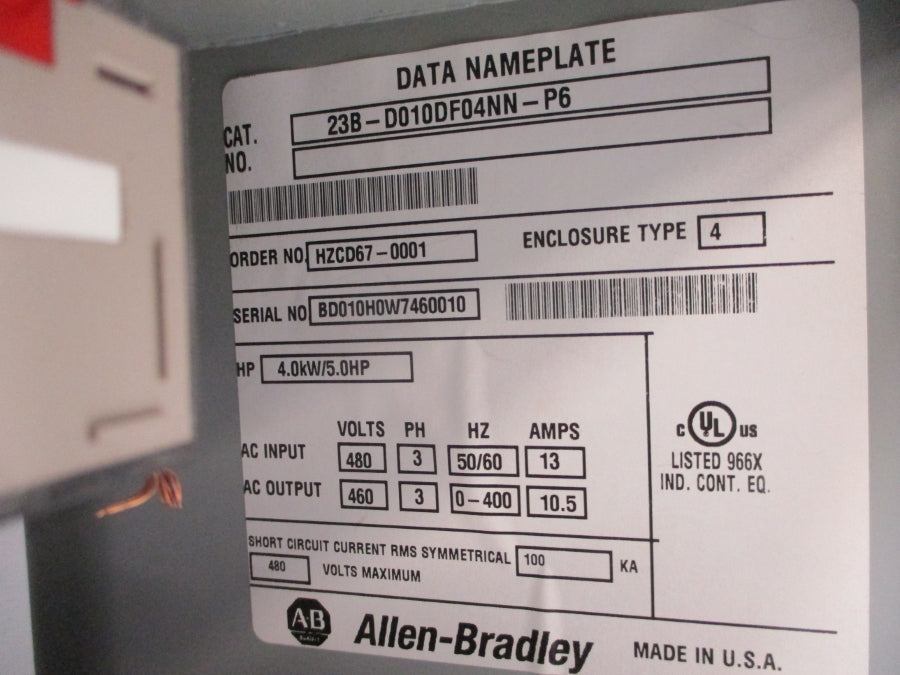 DATA NAMEPLATE
CAT. NO. 23B-D010DF04NN-P6
ORDER NO. HZCD67-0001 ENCLOSURE TYPE 4
SERIAL NO BD010H0W7460010
HP 4.0kW/5.0HP
VOLTS PH HZ AMPS
AC INPUT 480 3 50/60 13
AC OUTPUT 460 3 0-400 10.5
C UL US
LISTED 966X
IND. CONT. EQ.
SHORT CIRCUIT CURRENT RMS SYMMETRICAL 100 KA
480 VOLTS MAXIMUM
A-B Allen-Bradley MADE IN U.S.A.